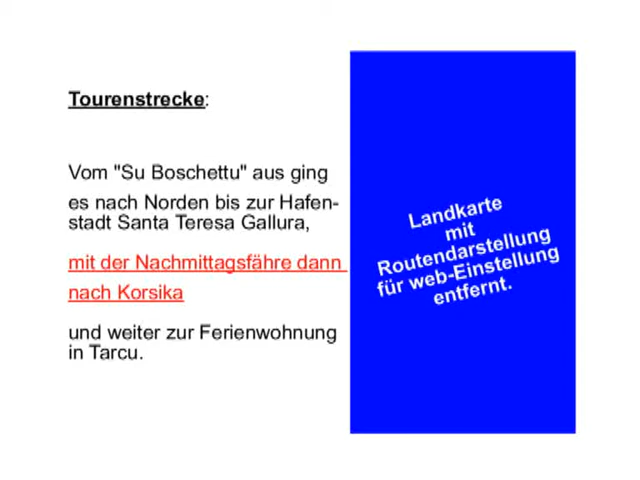 Tourenstrecke:
Vom "Su Boschettu" aus ging
es nach Norden bis zur Hafen-
stadt Santa Teresa Gallura,
mit der Nachmittagsfähre dann
nach Korsika
und weiter zur Ferienwohnung
in Tarcu.
Landkarte
mit
Routendarstellung
für web-Einstellung
entfernt.